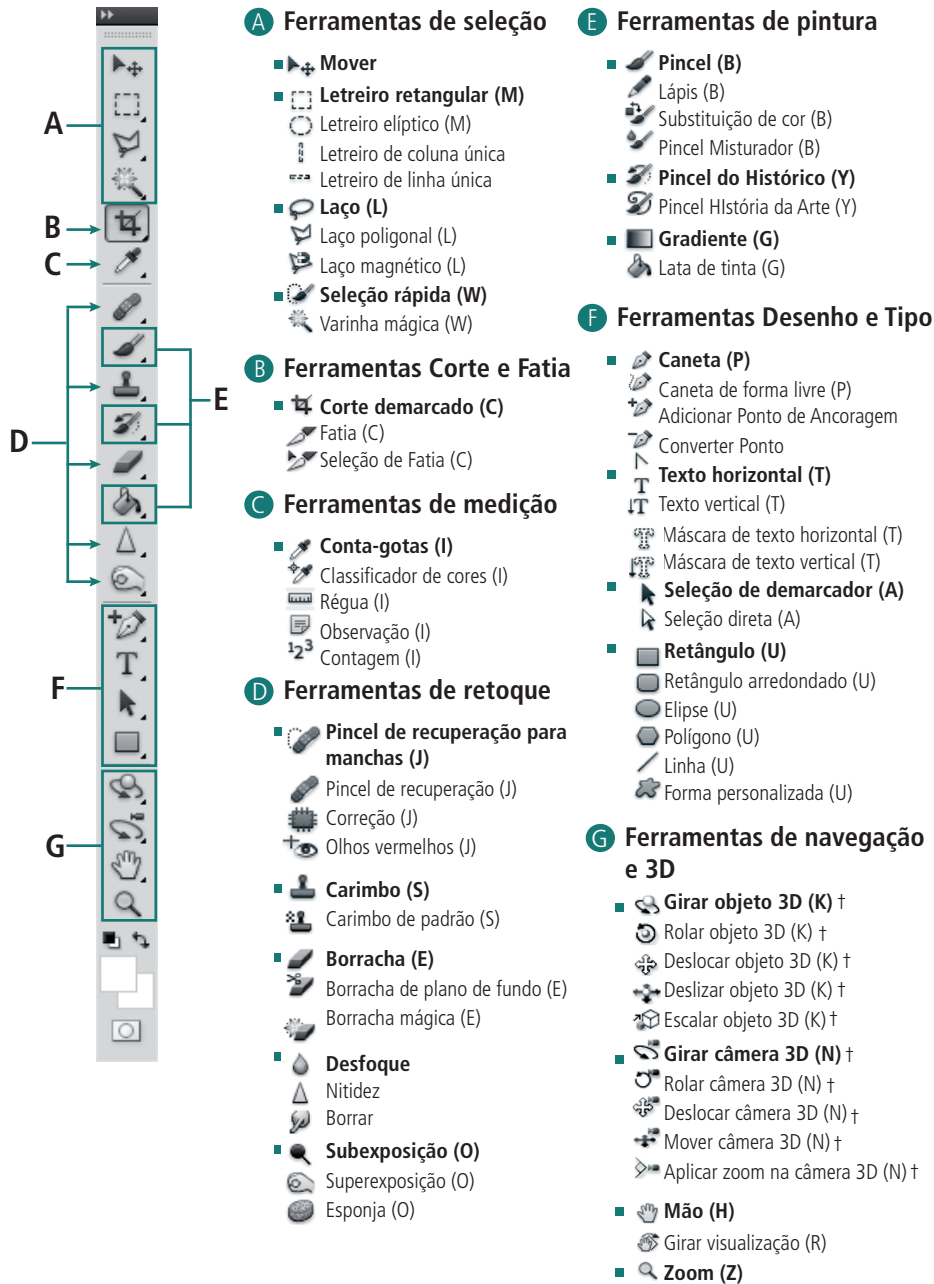 A
B
C
D
E
F
G
A Ferramentas de seleção
Mover
Letreiro retangular (M)
Letreiro elíptico (M)
Letreiro de coluna única
Letreiro de linha única
Laço (L)
Laço poligonal (L)
Laço magnético (L)
Seleção rápida (W)
Varinha mágica (W)
B Ferramentas Corte e Fatia
Corte demarcado (C)
Fatia (C)
Seleção de Fatia (C)
C Ferramentas de medição
Conta-gotas (I)
Classificador de cores (I)
Régua (I)
Observação (I)
Contagem (I)
D Ferramentas de retoque
Pincel de recuperação para
manchas (J)
Pincel de recuperação (J)
Correção (J)
Olhos vermelhos (J)
Carimbo (S)
Carimbo de padrão (S)
Borracha (E)
Borracha de plano de fundo (E)
Borracha mágica (E)
Desfoque
Nitidez
Borrar
Subexposição (O)
Superexposição (O)
Esponja (O)
E Ferramentas de pintura
Pincel (B)
Lápis (B)
Substituição de cor (B)
Pincel Misturador (B)
Pincel do Histórico (Y)
Pincel HIstória da Arte (Y)
Gradiente (G)
Lata de tinta (G)
F Ferramentas Desenho e Tipo
Caneta (P)
Caneta de forma livre (P)
Adicionar Ponto de Ancoragem
Converter Ponto
Texto horizontal (T)
Texto vertical (T)
Máscara de texto horizontal (T)
Máscara de texto vertical (T)
Seleção de demarcador (A)
Seleção direta (A)
Retângulo (U)
Retângulo arredondado (U)
Elipse (U)
Polígono (U)
Linha (U)
Forma personalizada (U)
G Ferramentas de navegação
e 3D
Girar objeto 3D (K) †
Rolar objeto 3D (K) †
Deslocar objeto 3D (K) †
Deslizar objeto 3D (K) †
Escalar objeto 3D (K) †
Girar câmera 3D (N) †
Rolar câmera 3D (N) †
Deslocar câmera 3D (N) †
Mover câmera 3D (N) †
Aplicar zoom na câmera 3D (N) †
Mão (H)
Girar visualização (R)
Zoom (Z)